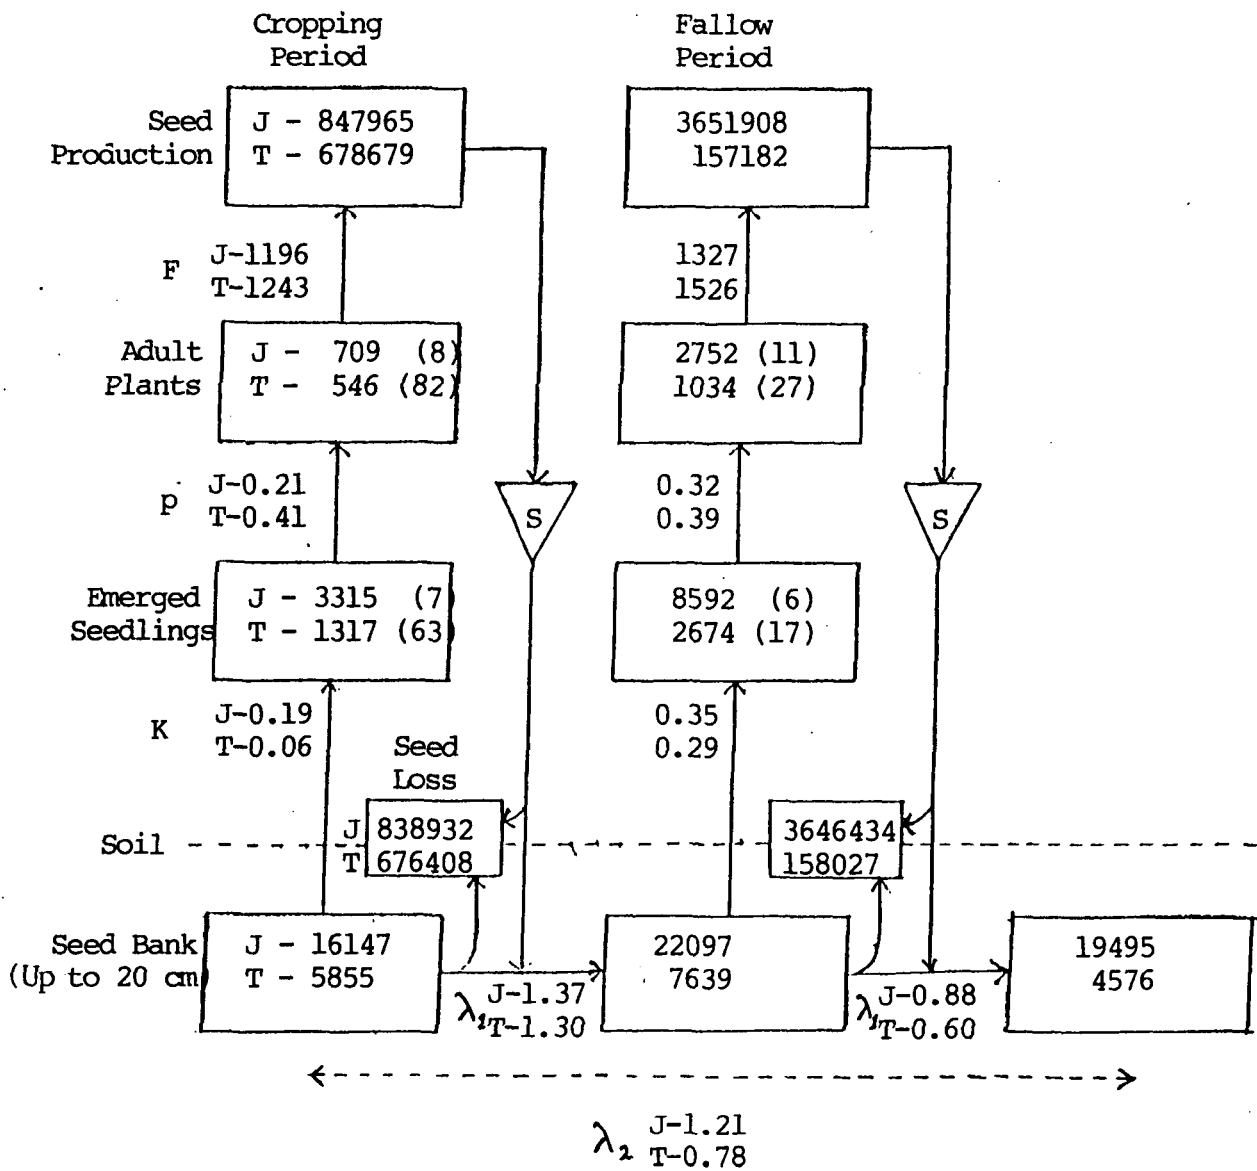 Cropping
Period
Fallow
Period
Seed
Production
J - 847965
T - 678679
3651908
157182
F
J-1196
T-1243
1327
1526
Adult
Plants
J - 709 (8)
T - 546 (82)
2752 (11)
1034 (27)
p
J-0.21
T-0.41
S
0.32
0.39
S
Emerged
Seedlings
J - 3315 (7)
T - 1317 (63)
8592 (6)
2674 (17)
K
J-0.19
T-0.06
Seed
Loss
0.35
0.29
Soil
J 838932
T 676408
3646434
158027
Seed Bank
(Up to 20 cm)
J - 16147
T - 5855
22097
7639
19495
4576
λ1 J-1.37
T-1.30
λ1 J-0.88
T-0.60
λ2 J-1.21
T-0.78